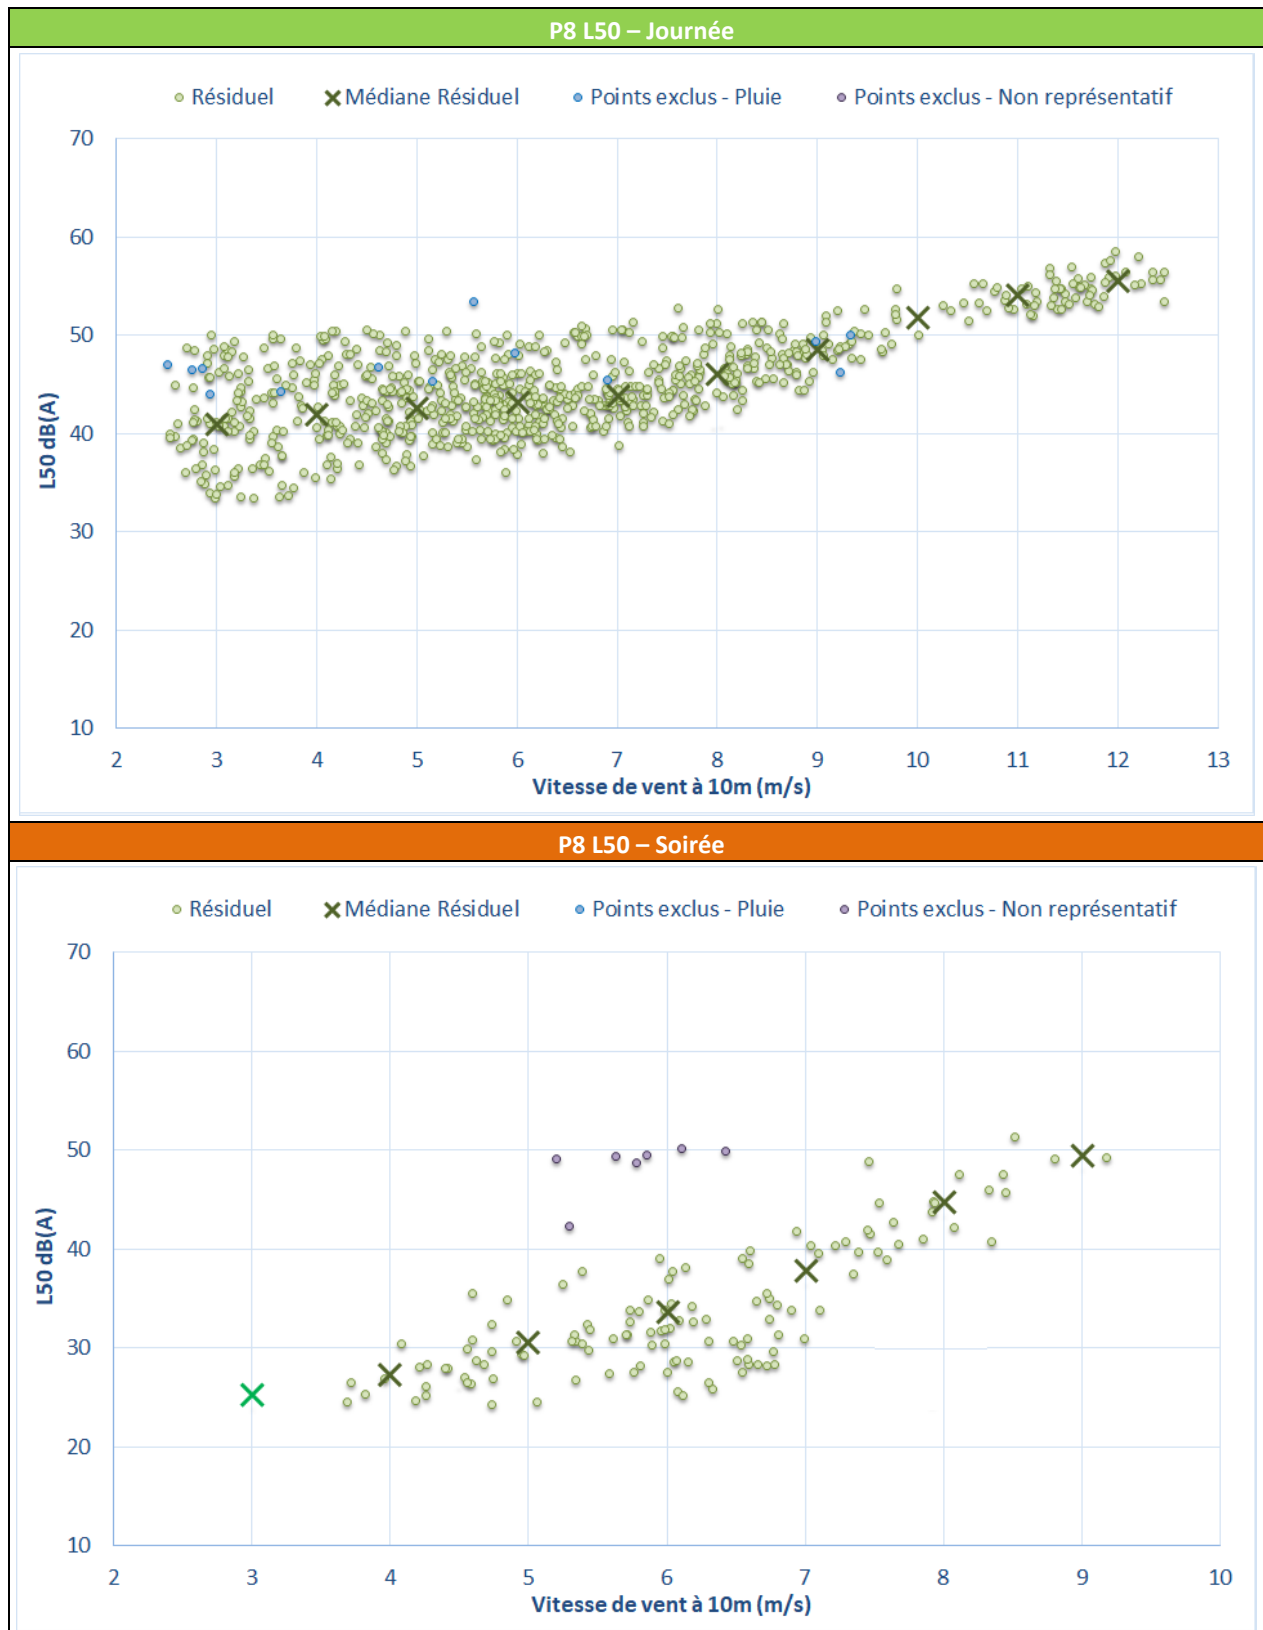 P8 L50 – Journée
Résiduel Médiane Résiduel Points exclus - Pluie Points exclus - Non représentatif
70
60
50
40
30
20
10
L50 dB(A)
2 3 4 5 6 7 8 9 10 11 12 13
Vitesse de vent à 10m (m/s)
P8 L50 – Soirée
Résiduel Médiane Résiduel Points exclus - Pluie Points exclus - Non représentatif
70
60
50
40
30
20
10
L50 dB(A)
2 3 4 5 6 7 8 9 10
Vitesse de vent à 10m (m/s)